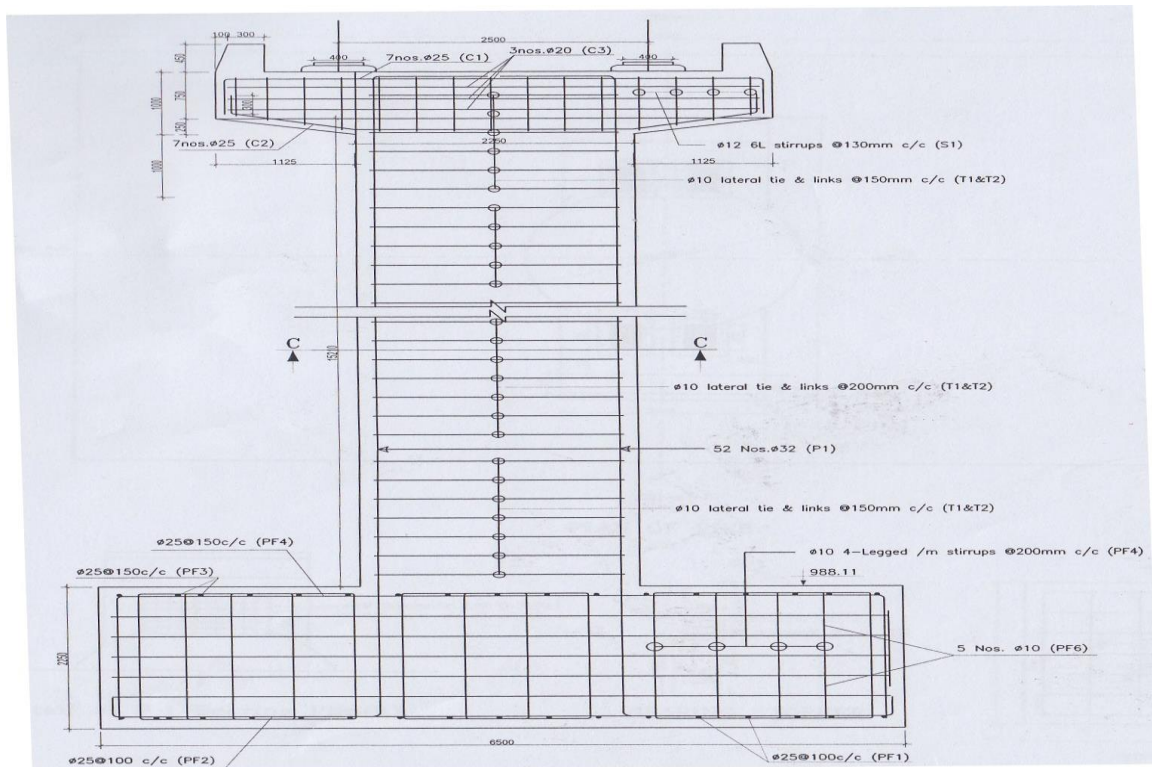 100 300
2500
3nos.ø20 (C3)
7nos.ø25 (C1)
400
400
450
1000
750
300
250
7nos.ø25 (C2)
2250
ø12 6L stirrups @130mm c/c (S1)
1125
1125
1000
ø10 lateral tie & links @150mm c/c (T1&T2)
C
C
5210
ø10 lateral tie & links @200mm c/c (T1&T2)
52 Nos.ø32 (P1)
ø10 lateral tie & links @150mm c/c (T1&T2)
ø25@150c/c (PF4)
ø10 4-Legged /m stirrups @200mm c/c (PF4)
ø25@150c/c (PF3)
988.11
2250
5 Nos. ø10 (PF6)
6500
ø25@100 c/c (PF2)
ø25@100c/c (PF1)